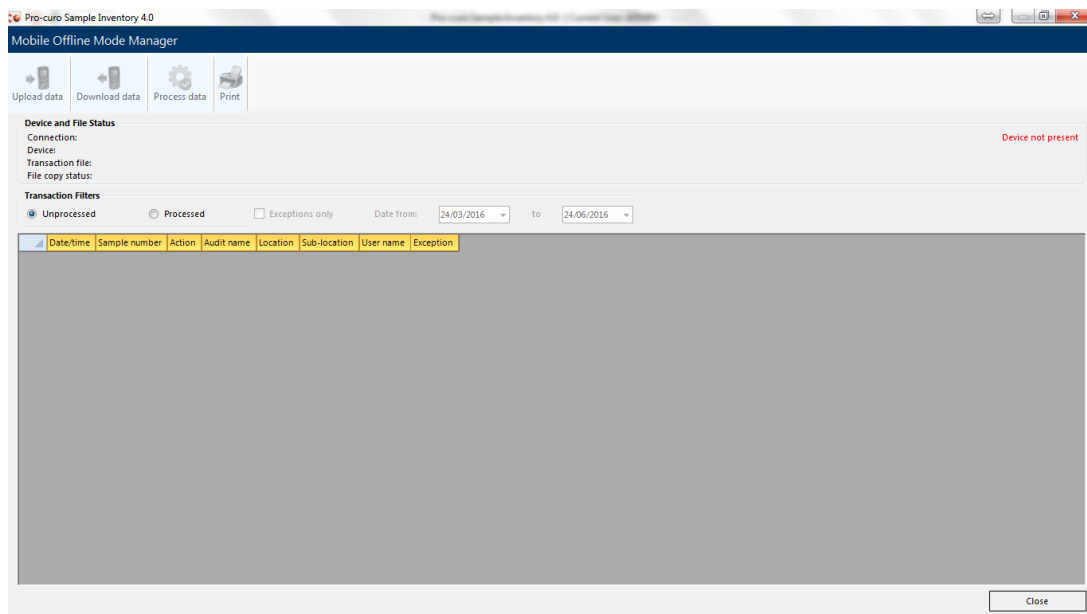 Pro-curo Sample Inventory 4.0
Mobile Offline Mode Manager
Upload data Download data Process data Print
Device and File Status
Connection: Device not present
Device:
Transaction file:
File copy status:
Transaction Filters
Unprocessed Processed Exceptions only Date from: 24/03/2016 to 24/06/2016
Date/time Sample number Action Audit name Location Sub-location User name Exception
Close